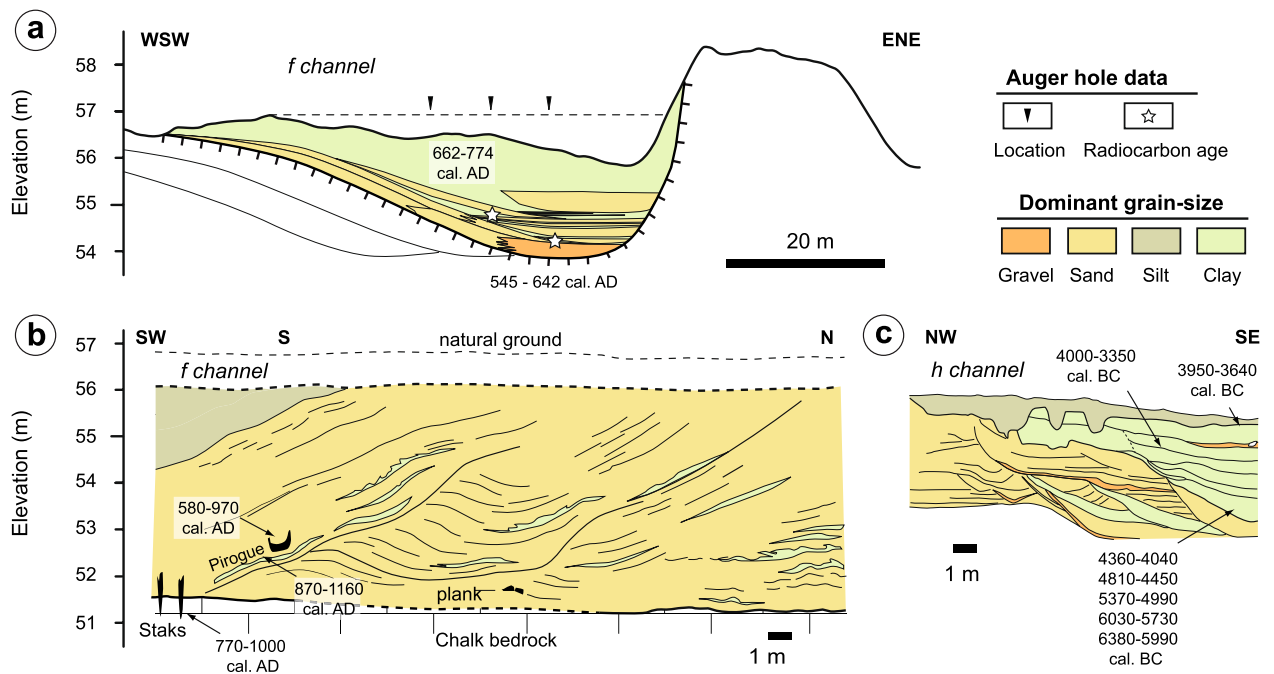 a
WSW
ENE
f channel
Elevation (m)
58
57
56
55
54
662-774
cal. AD
545 - 642 cal. AD
20 m
Auger hole data
Location
Radiocarbon age
Dominant grain-size
Gravel
Sand
Silt
Clay
b
SW
S
N
natural ground
f channel
Elevation (m)
57
56
55
54
53
52
51
580-970
cal. AD
Pirogue
870-1160
cal. AD
plank
Staks
770-1000
cal. AD
Chalk bedrock
1 m
c
NW
SE
h channel
4000-3350
cal. BC
3950-3640
cal. BC
1 m
4360-4040
4810-4450
5370-4990
6030-5730
6380-5990
cal. BC